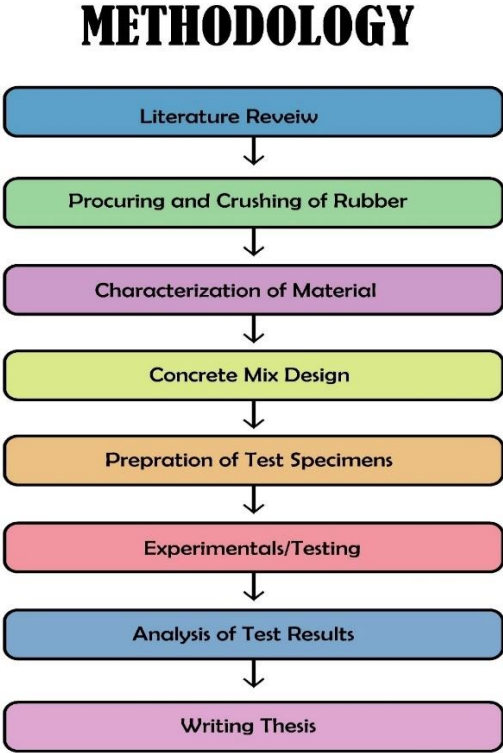 METHODOLOGY
Literature Reveiw
Procuring and Crushing of Rubber
Characterization of Material
Concrete Mix Design
Prepration of Test Specimens
Experimentals/Testing
Analysis of Test Results
Writing Thesis